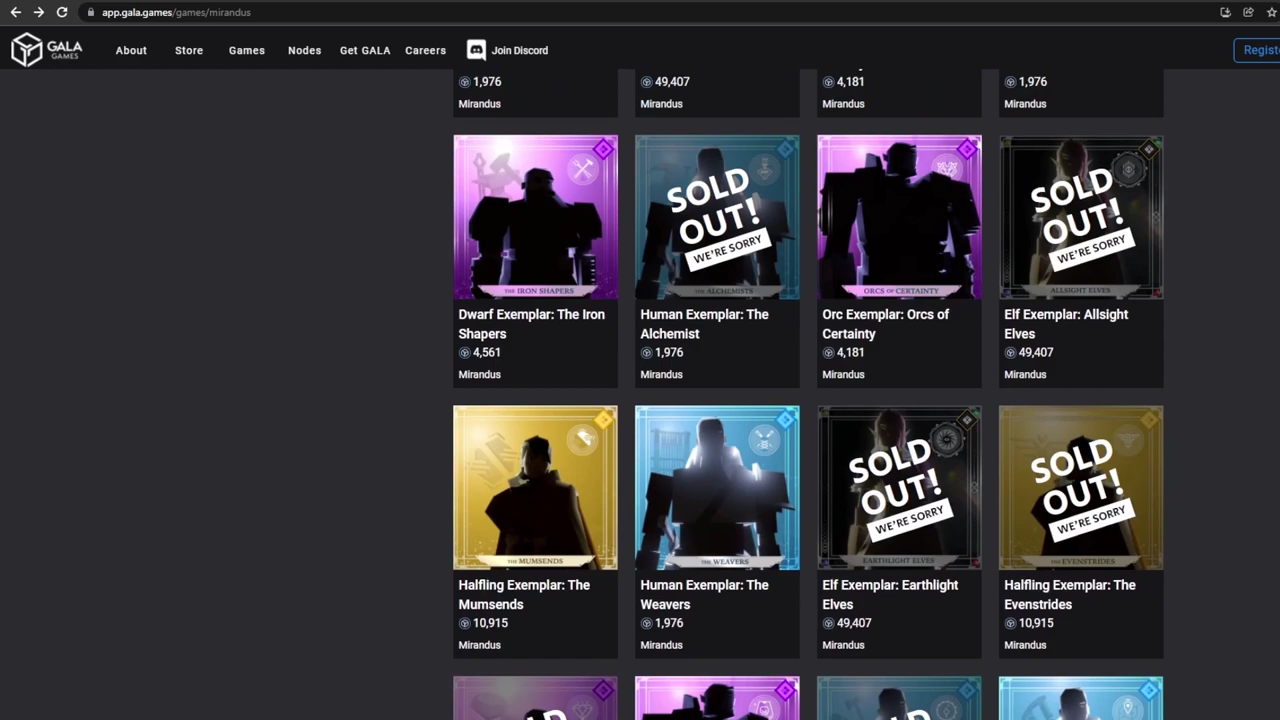 app.gala.games/games/mirandus
GALA
GAMES
About
Store
Games
Nodes
Get GALA
Careers
Join Discord
1,976
49,407
4,181
1,976
Mirandus
Mirandus
Mirandus
Mirandus
THE IRON SHAPERS
Dwarf Exemplar: The Iron
Shapers
4,561
Mirandus
SOLD
OUT!
WE'RE SORRY
THE ALCHEMISTS
Human Exemplar: The
Alchemist
1,976
Mirandus
ORCS OF CERTAINTY
Orc Exemplar: Orcs of
Certainty
4,181
Mirandus
SOLD
OUT!
WE'RE SORRY
ALLSIGHT ELVES
Elf Exemplar: Allsight
Elves
49,407
Mirandus
THE MUMSENDS
Halfling Exemplar: The
Mumsends
10,915
Mirandus
THE WEAVERS
Human Exemplar: The
Weavers
1,976
Mirandus
SOLD
OUT!
WE'RE SORRY
EARTHLIGHT ELVES
Elf Exemplar: Earthlight
Elves
49,407
Mirandus
SOLD
OUT!
WE'RE SORRY
THE EVENSTRIDES
Halfling Exemplar: The
Evenstrides
10,915
Mirandus